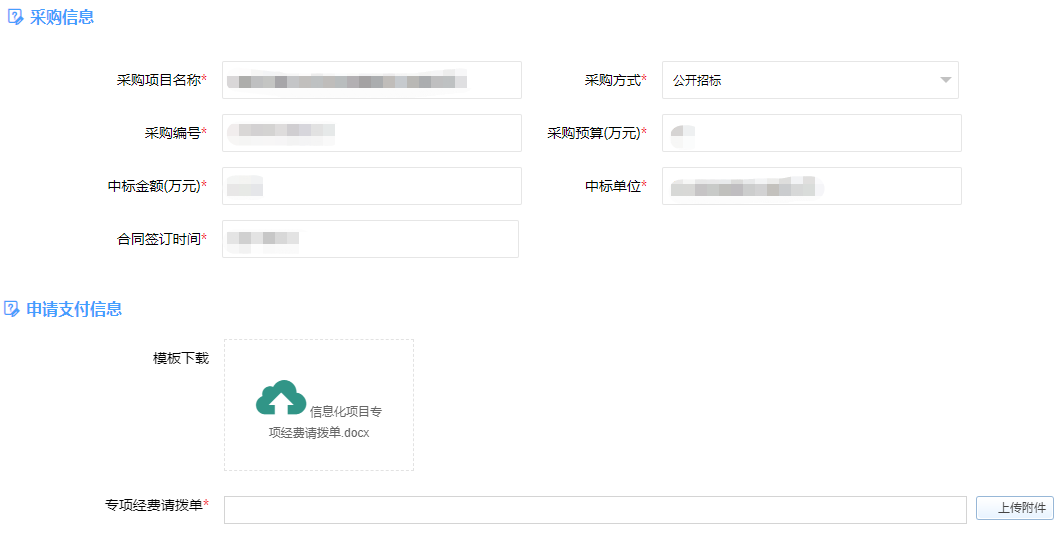 采购信息
采购项目名称*
采购方式* 公开招标
采购编号*
采购预算(万元)*
中标金额(万元)*
中标单位*
合同签订时间*
申请支付信息
模板下载
信息化项目专
项经费请拨单.docx
专项经费请拨单*
上传附件